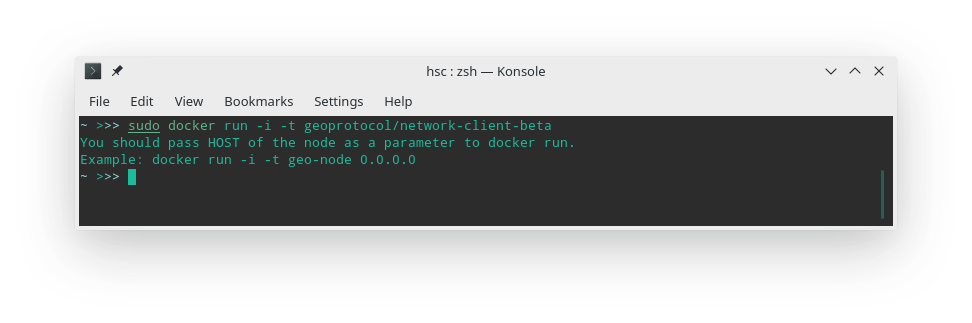 hsc : zsh — Konsole
File Edit View Bookmarks Settings Help
~ >>> sudo docker run -i -t geoprotocol/network-client-beta
You should pass HOST of the node as a parameter to docker run.
Example: docker run -i -t geo-node 0.0.0.0
~ >>>